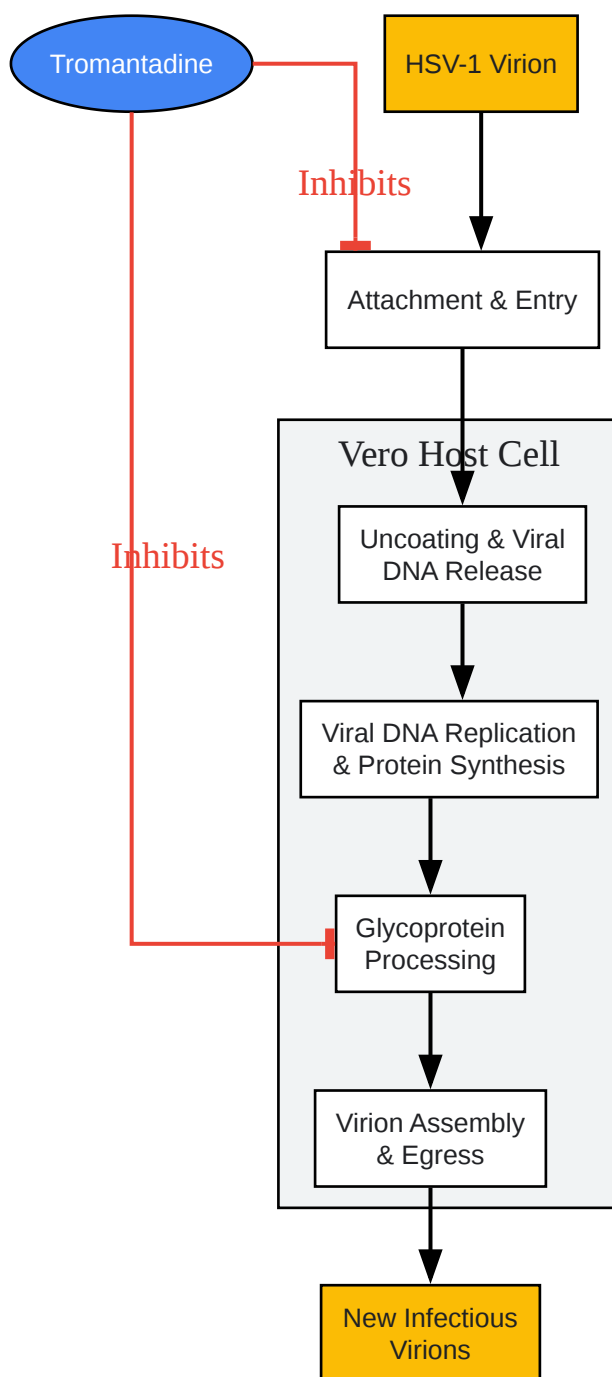 Tromantadine
HSV-1 Virion
Inhibits
Attachment & Entry
Vero Host Cell
Uncoating & Viral
DNA Release
Inhibits
Viral DNA Replication
& Protein Synthesis
Glycoprotein
Processing
Virion Assembly
& Egress
New Infectious
Virions